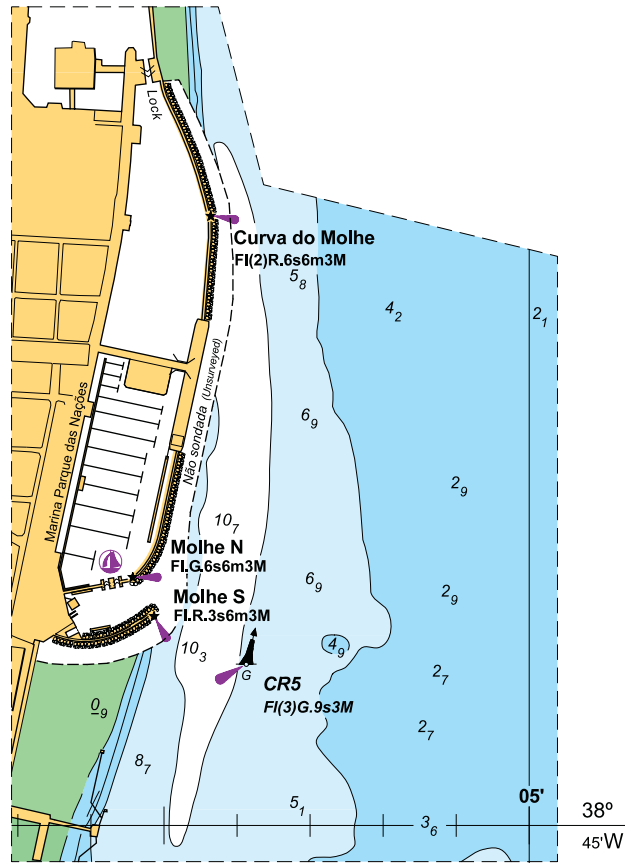 Lock
Curva do Molhe
Fl(2)R.6s6m3M
5₈
4₂
2₁
Não sondada (Unsurveyed)
Marina Parque das Nações
6₉
2₉
10₇
Molhe N
Fl.G.6s6m3M
6₉
2₉
Molhe S
Fl.R.3s6m3M
10₃
4₉
G
CR5
Fl(3)G.9s3M
2₇
0₉
2₇
8₇
5₁
05'
3₆
38º
45'W